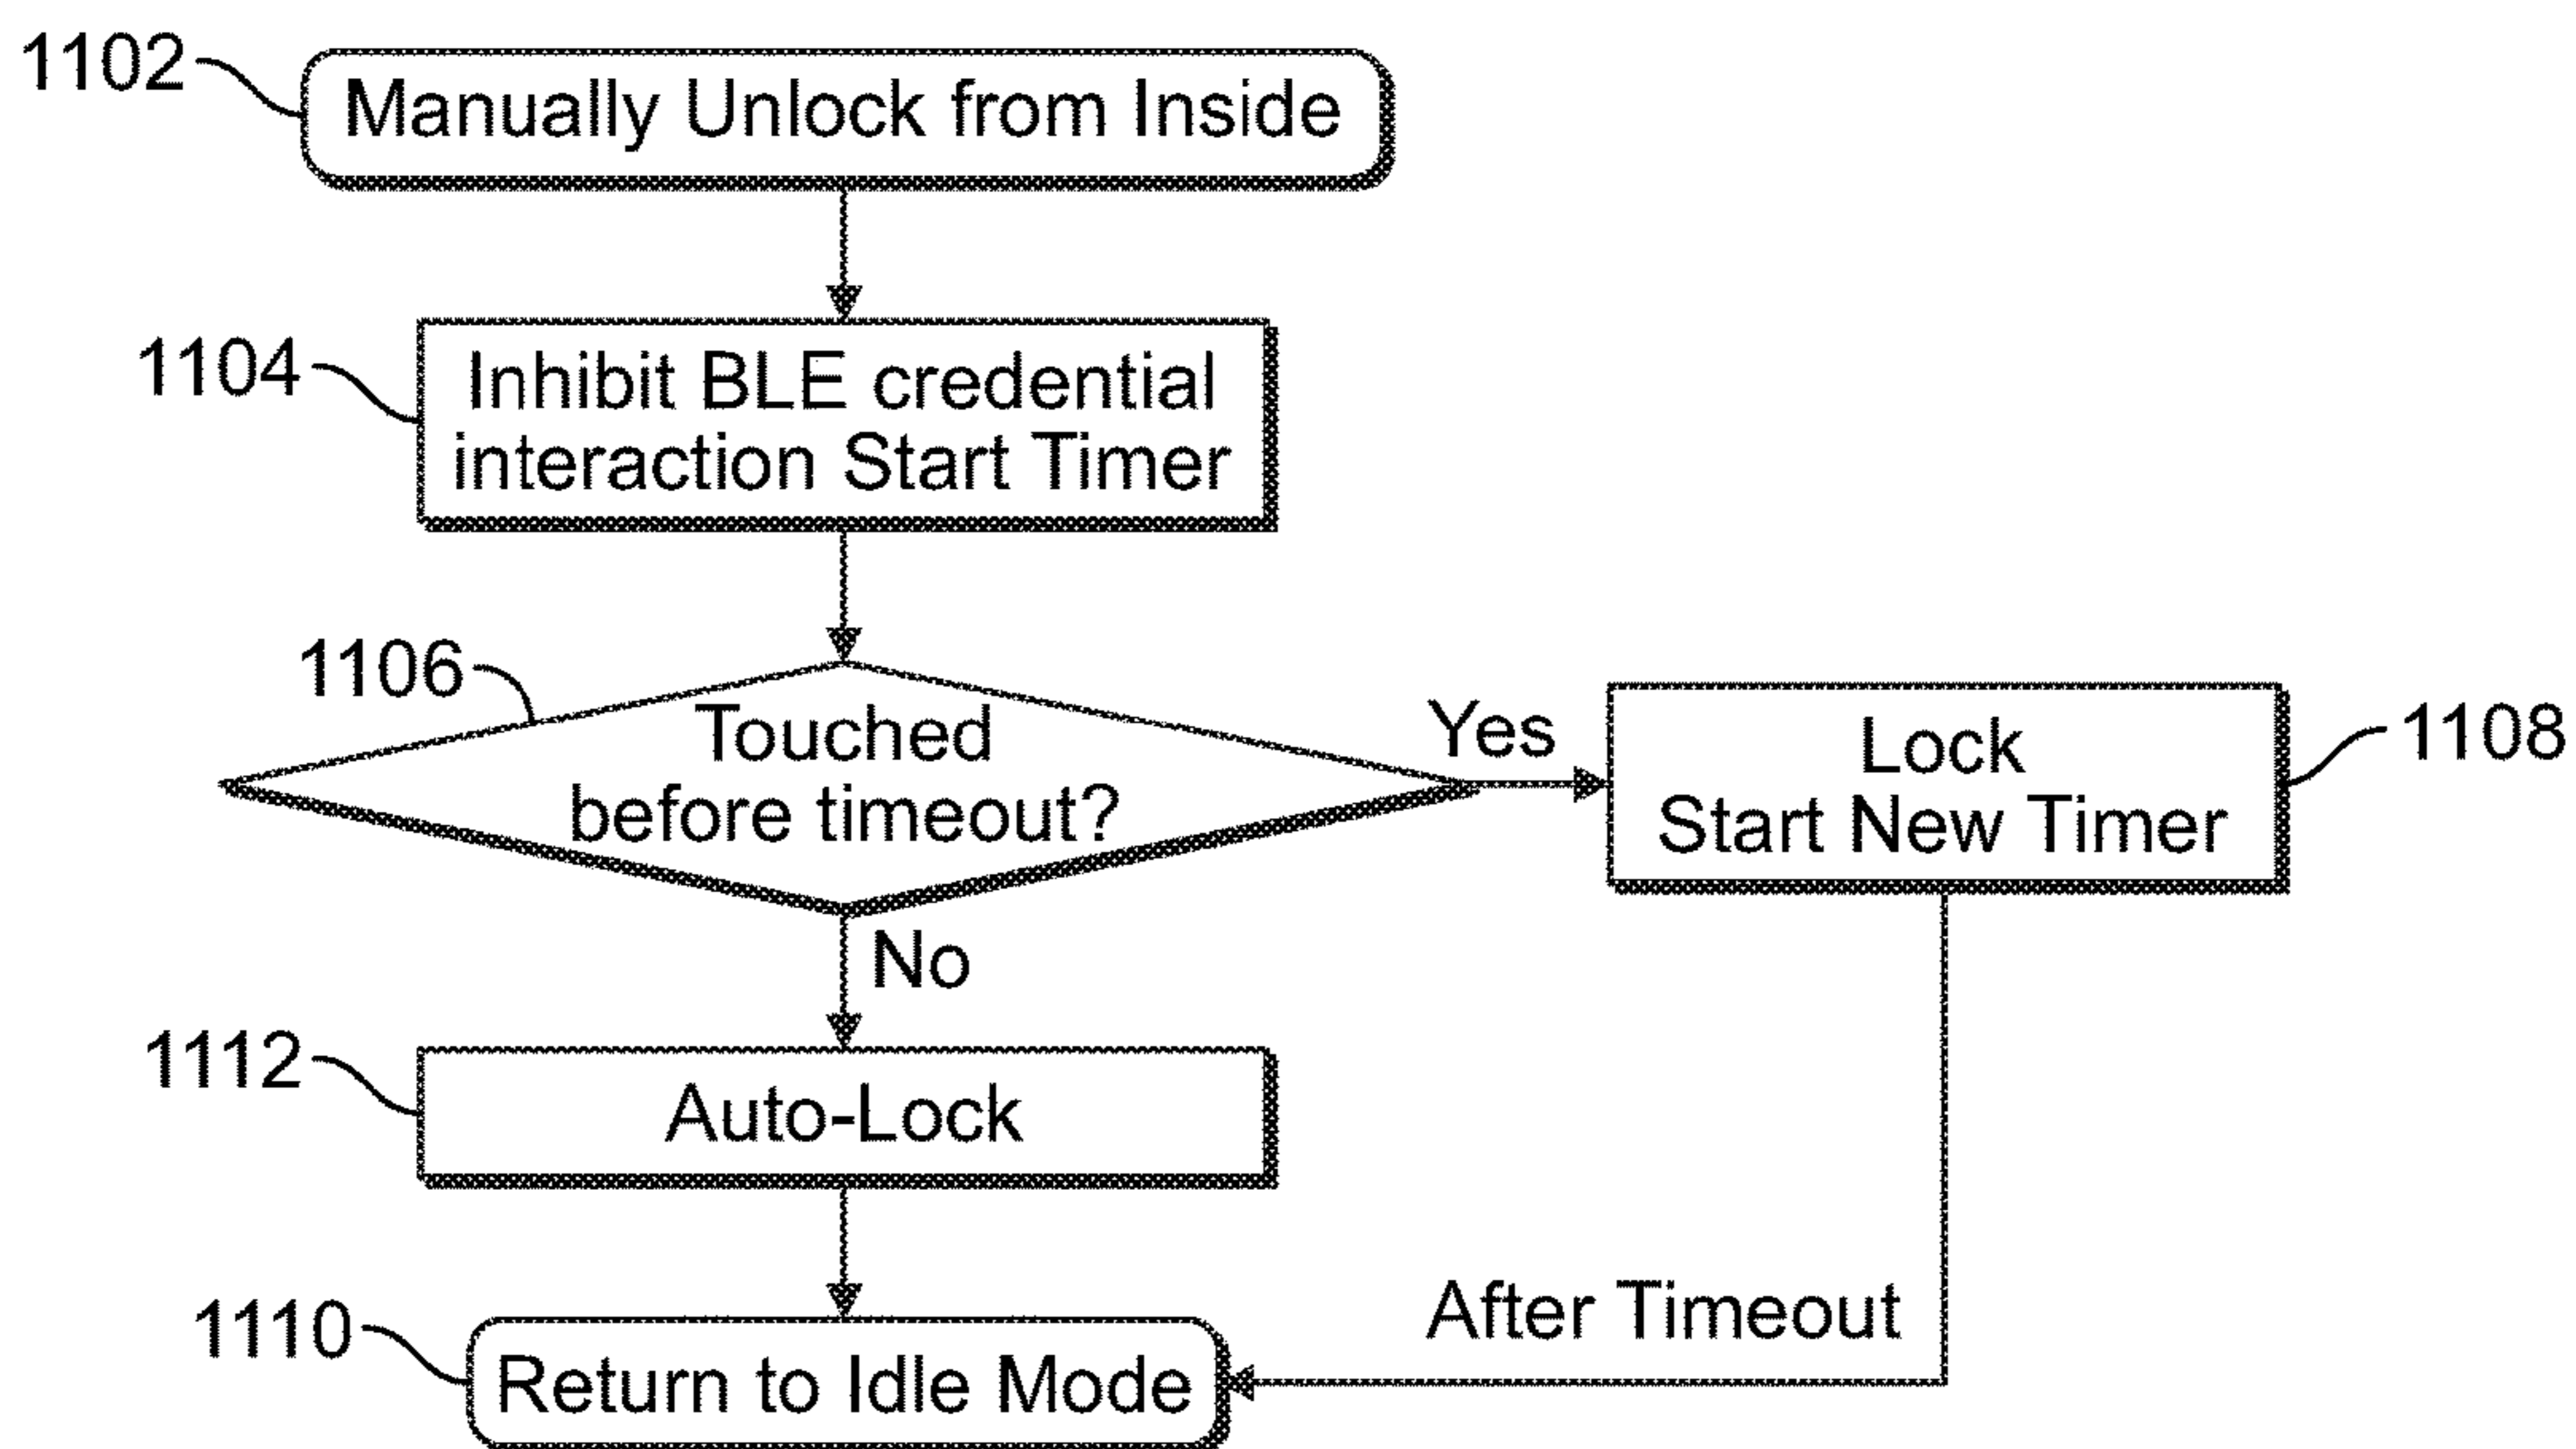 1102
Manually Unlock from Inside
1104
Inhibit BLE credential
interaction Start Timer
1106
Touched
before timeout?
Yes
Lock
Start New Timer
1108
No
1112
Auto-Lock
After Timeout
1110
Return to Idle Mode